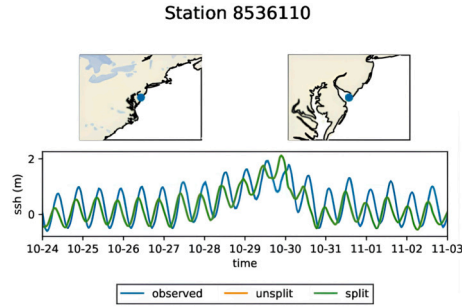 Station 8536110
2
0
ssh (m)
10-24 10-25 10-26 10-27 10-28 10-29 10-30 10-31 11-01 11-02 11-03
time
observed unsplit split